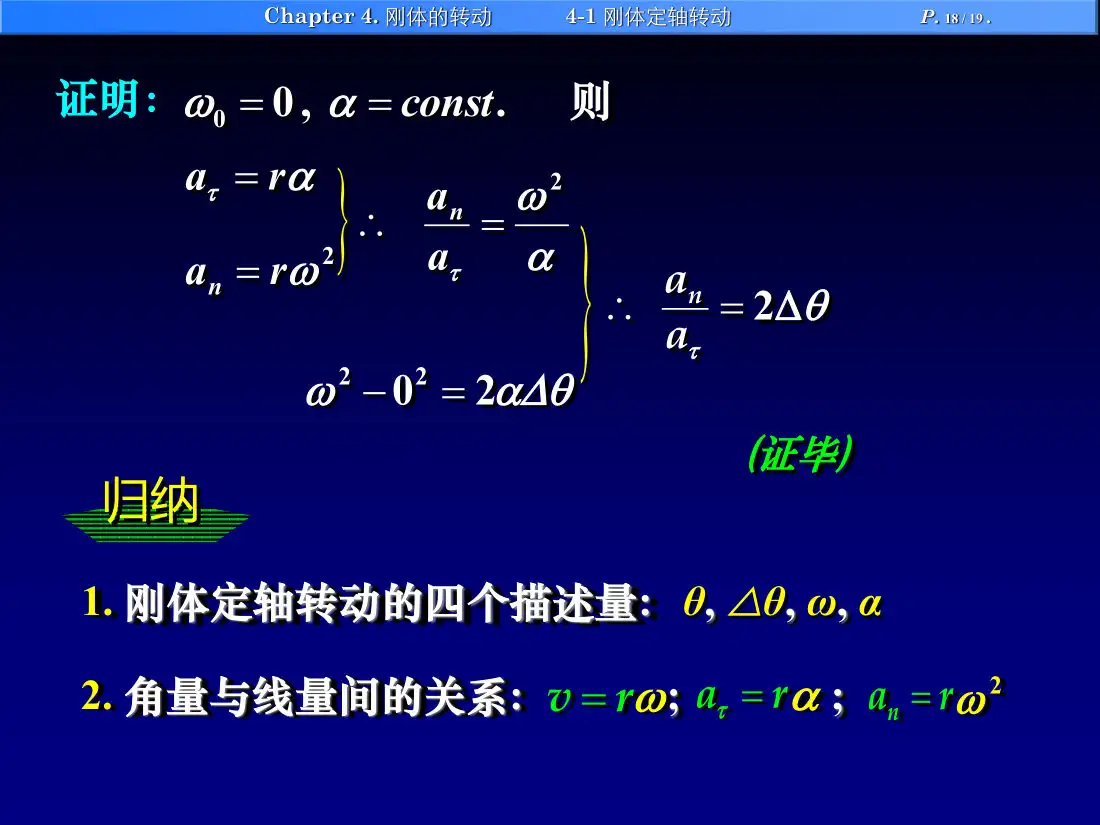 Chapter 4. 刚体的转动 4-1 刚体定轴转动 P. 18 / 19 .
证明： ω₀ = 0 , α = const. 则
a_τ = rα
a_n = rω²
∴ a_n / a_τ = ω² / α
ω² − 0² = 2αΔθ
∴ a_n / a_τ = 2Δθ
(证毕)
归纳
1. 刚体定轴转动的四个描述量： θ, △θ, ω, α
2. 角量与线量间的关系： v = rω; a_τ = rα ; a_n = rω²